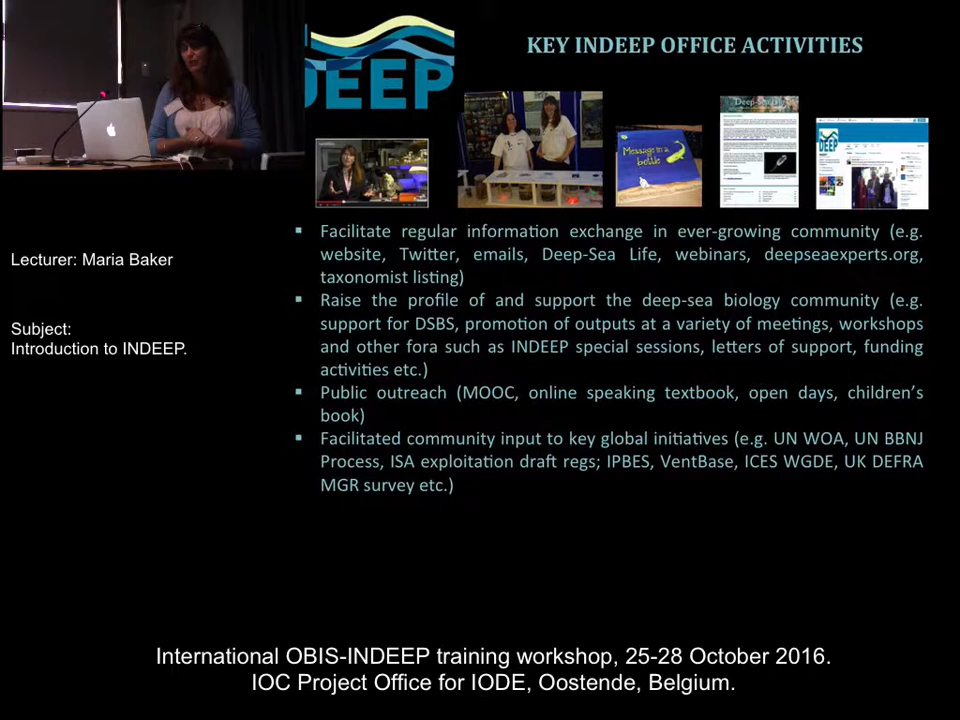 DEEP
KEY INDEEP OFFICE ACTIVITIES
Deep-Sea Life
Message in a
bottle
DEEP
▪ Facilitate regular information exchange in ever-growing community (e.g.
website, Twitter, emails, Deep-Sea Life, webinars, deepseaexperts.org,
taxonomist listing)
▪ Raise the profile of and support the deep-sea biology community (e.g.
support for DSBS, promotion of outputs at a variety of meetings, workshops
and other fora such as INDEEP special sessions, letters of support, funding
activities etc.)
▪ Public outreach (MOOC, online speaking textbook, open days, children's
book)
▪ Facilitated community input to key global initiatives (e.g. UN WOA, UN BBNJ
Process, ISA exploitation draft regs; IPBES, VentBase, ICES WGDE, UK DEFRA
MGR survey etc.)
Lecturer: Maria Baker
Subject:
Introduction to INDEEP.
International OBIS-INDEEP training workshop, 25-28 October 2016.
IOC Project Office for IODE, Oostende, Belgium.